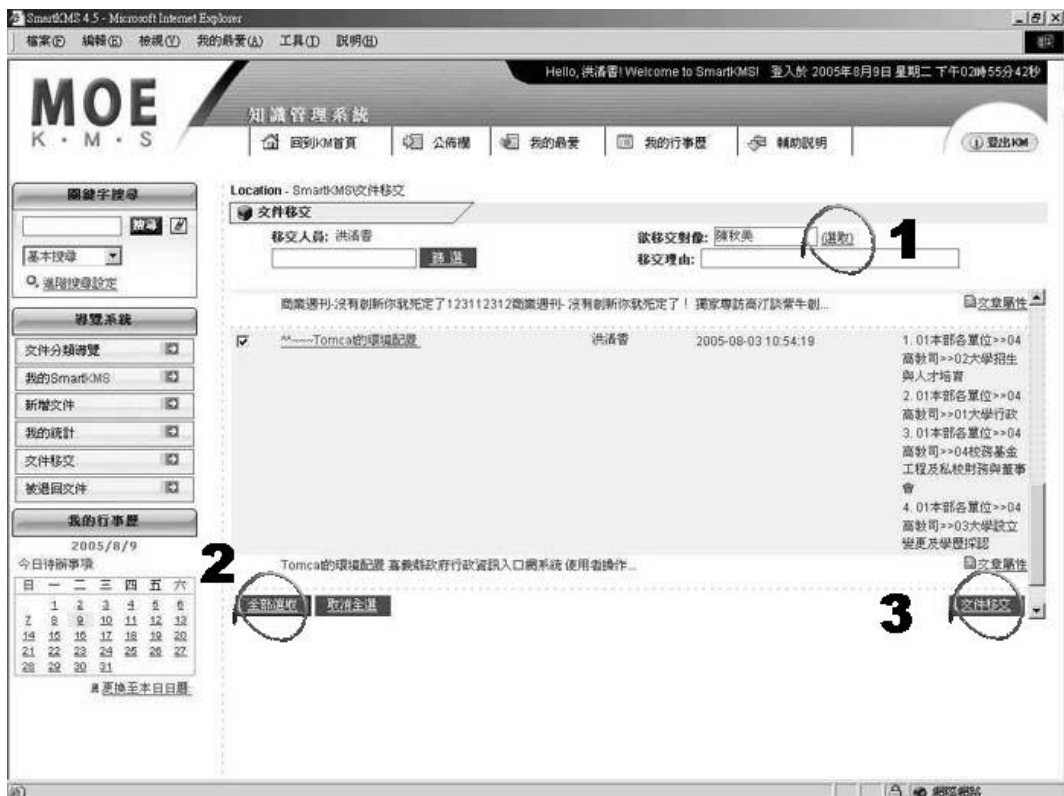 SmartKMS 4.5 - Microsoft Internet Explorer
檔案(F) 編輯(E) 檢視(V) 我的最愛(A) 工具(T) 說明(H)
Hello, 洪滿香! Welcome to SmartKMS! 登入於 2005年8月9日 星期二 下午02時55分42秒
MOE
K · M · S
知識管理系統
回到KM首頁 公佈欄 我的最愛 我的行事歷 輔助說明 登出KM
關鍵字搜尋
搜尋
基本搜尋
進階搜尋設定
導覽系統
文件分類導覽
我的SmartKMS
新增文件
我的統計
文件移交
被退回文件
我的行事歷
2005/8/9
今日待辦事項
日 一 二 三 四 五 六
1 2 3 4 5 6
7 8 9 10 11 12 13
14 15 16 17 18 19 20
21 22 23 24 25 26 27
28 29 30 31
更換至本日日曆
Location - SmartKMS\文件移交
文件移交
移交人員: 洪滿香 欲移交對像: 陳秋美 (選取) 1
篩選 移交理由:
商業週刊-沒有創新你就死定了123112312商業週刊- 沒有創新你就死定了! 獨家專訪高汀談紫牛創... 文章屬性
^^~~~Tomcat的環境配置 洪滿香 2005-08-03 10:54:19
1. 01本部各單位>>04
高教司>>02大學招生
與人才培育
2. 01本部各單位>>04
高教司>>01大學行政
3. 01本部各單位>>04
高教司>>04校務基金
工程及私校財務與董事
會
4. 01本部各單位>>04
高教司>>03大學設立
變更及學歷採認
Tomcat的環境配置 嘉義縣政府行政資訊入口網系統 使用者操作... 文章屬性
2 全部選取 取消全選 3 文件移交
網際網路